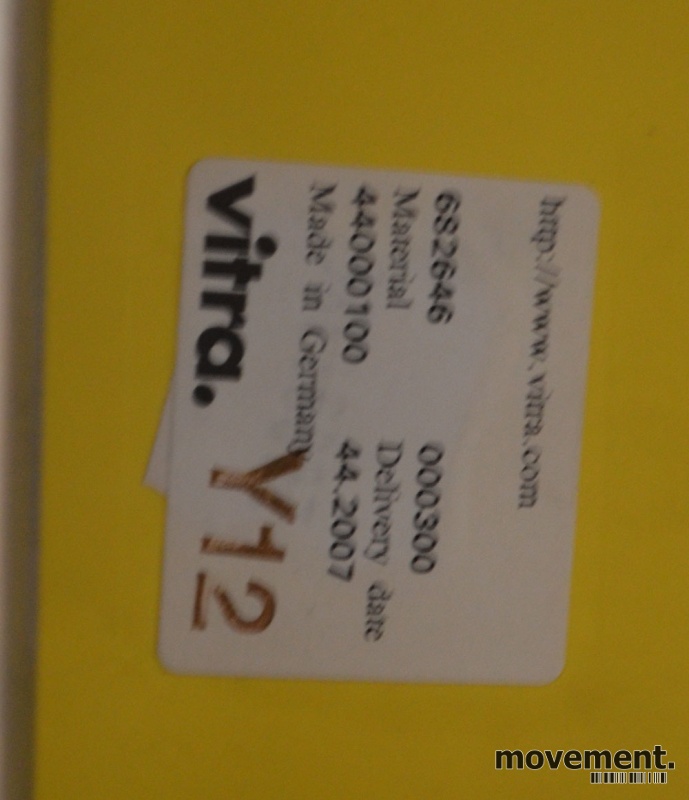 http://www.vitra.com
682646 000300
Material Delivery date
44000100 44.2007
Made in Germany
vitra. Y12
movement.